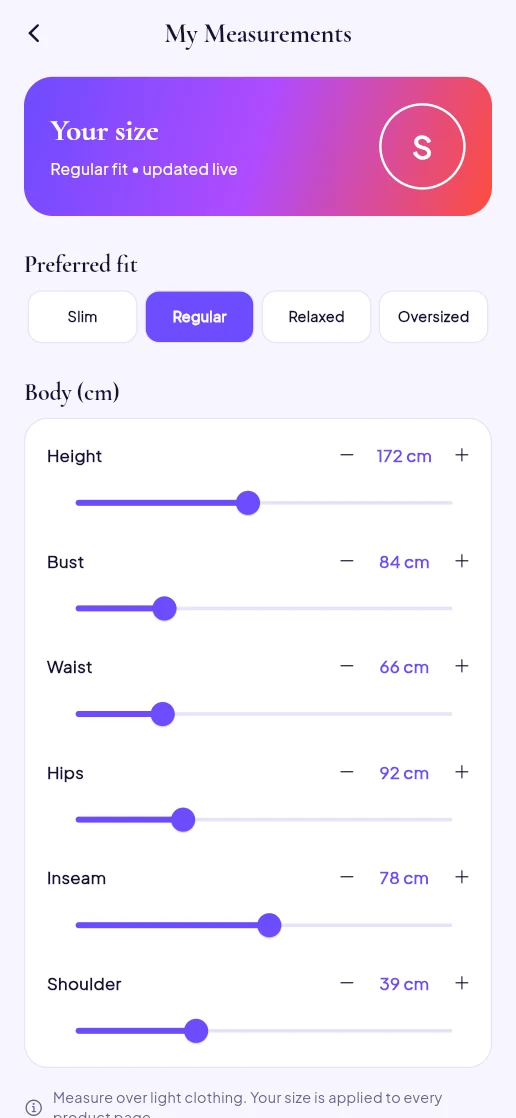 My Measurements
Your size
Regular fit • updated live
S
Preferred fit
Slim
Regular
Relaxed
Oversized
Body (cm)
Height
− 172 cm +
Bust
− 84 cm +
Waist
− 66 cm +
Hips
− 92 cm +
Inseam
− 78 cm +
Shoulder
− 39 cm +
Measure over light clothing. Your size is applied to every
product page.